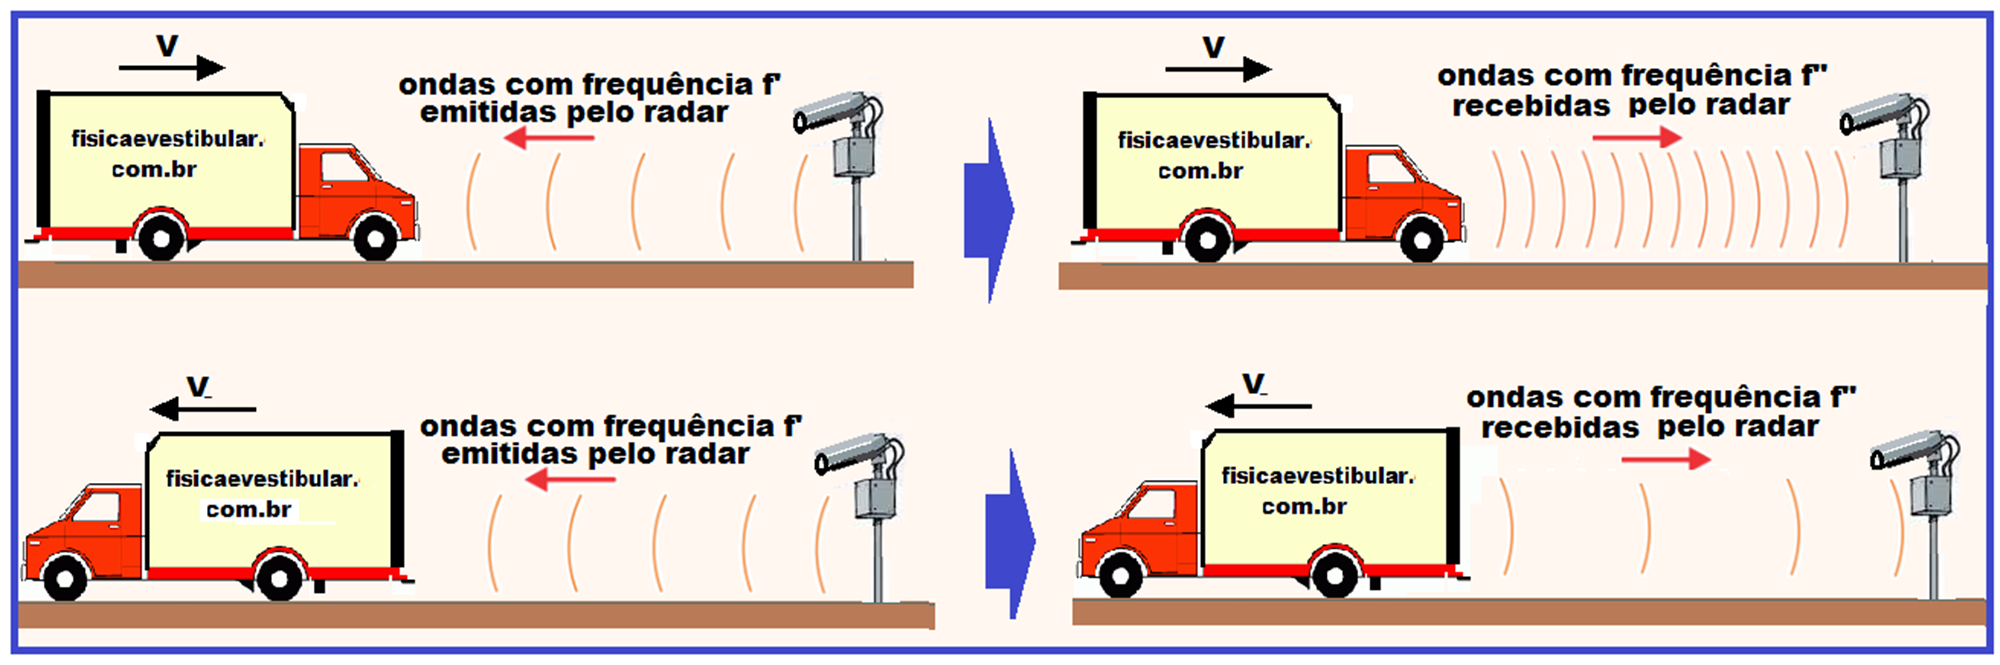 V
ondas com frequência f'
emitidas pelo radar
fisicaevestibular.
com.br
V
ondas com frequência f"
recebidas pelo radar
fisicaevestibular.
com.br
V
ondas com frequência f'
emitidas pelo radar
fisicaevestibular.
com.br
V
ondas com frequência f"
recebidas pelo radar
fisicaevestibular.
com.br